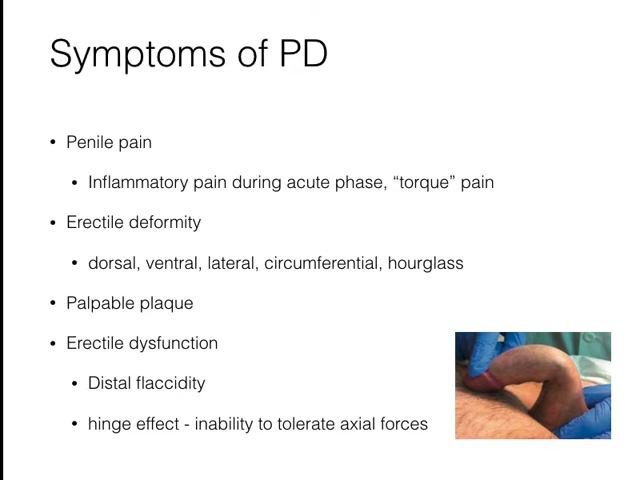 Symptoms of PD
• Penile pain
• Inflammatory pain during acute phase, “torque” pain
• Erectile deformity
• dorsal, ventral, lateral, circumferential, hourglass
• Palpable plaque
• Erectile dysfunction
• Distal flaccidity
• hinge effect - inability to tolerate axial forces